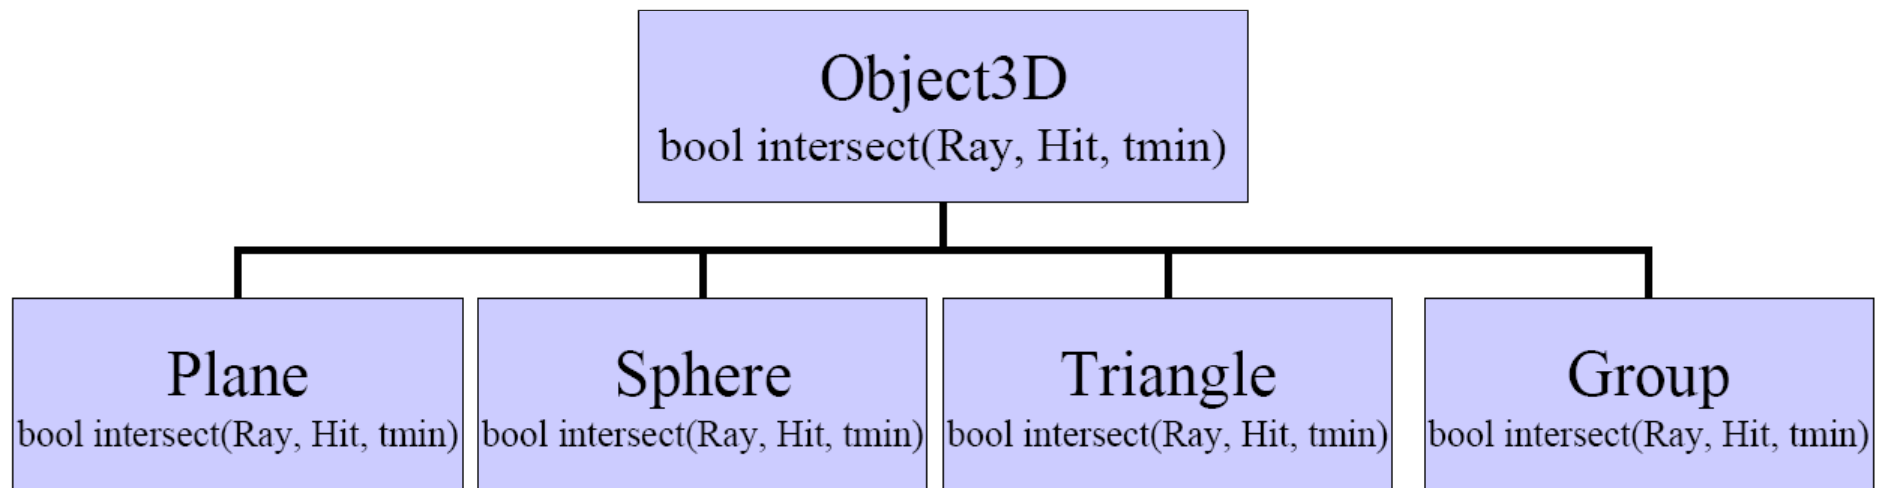 Object3D
bool intersect(Ray, Hit, tmin)
Plane
bool intersect(Ray, Hit, tmin)
Sphere
bool intersect(Ray, Hit, tmin)
Triangle
bool intersect(Ray, Hit, tmin)
Group
bool intersect(Ray, Hit, tmin)